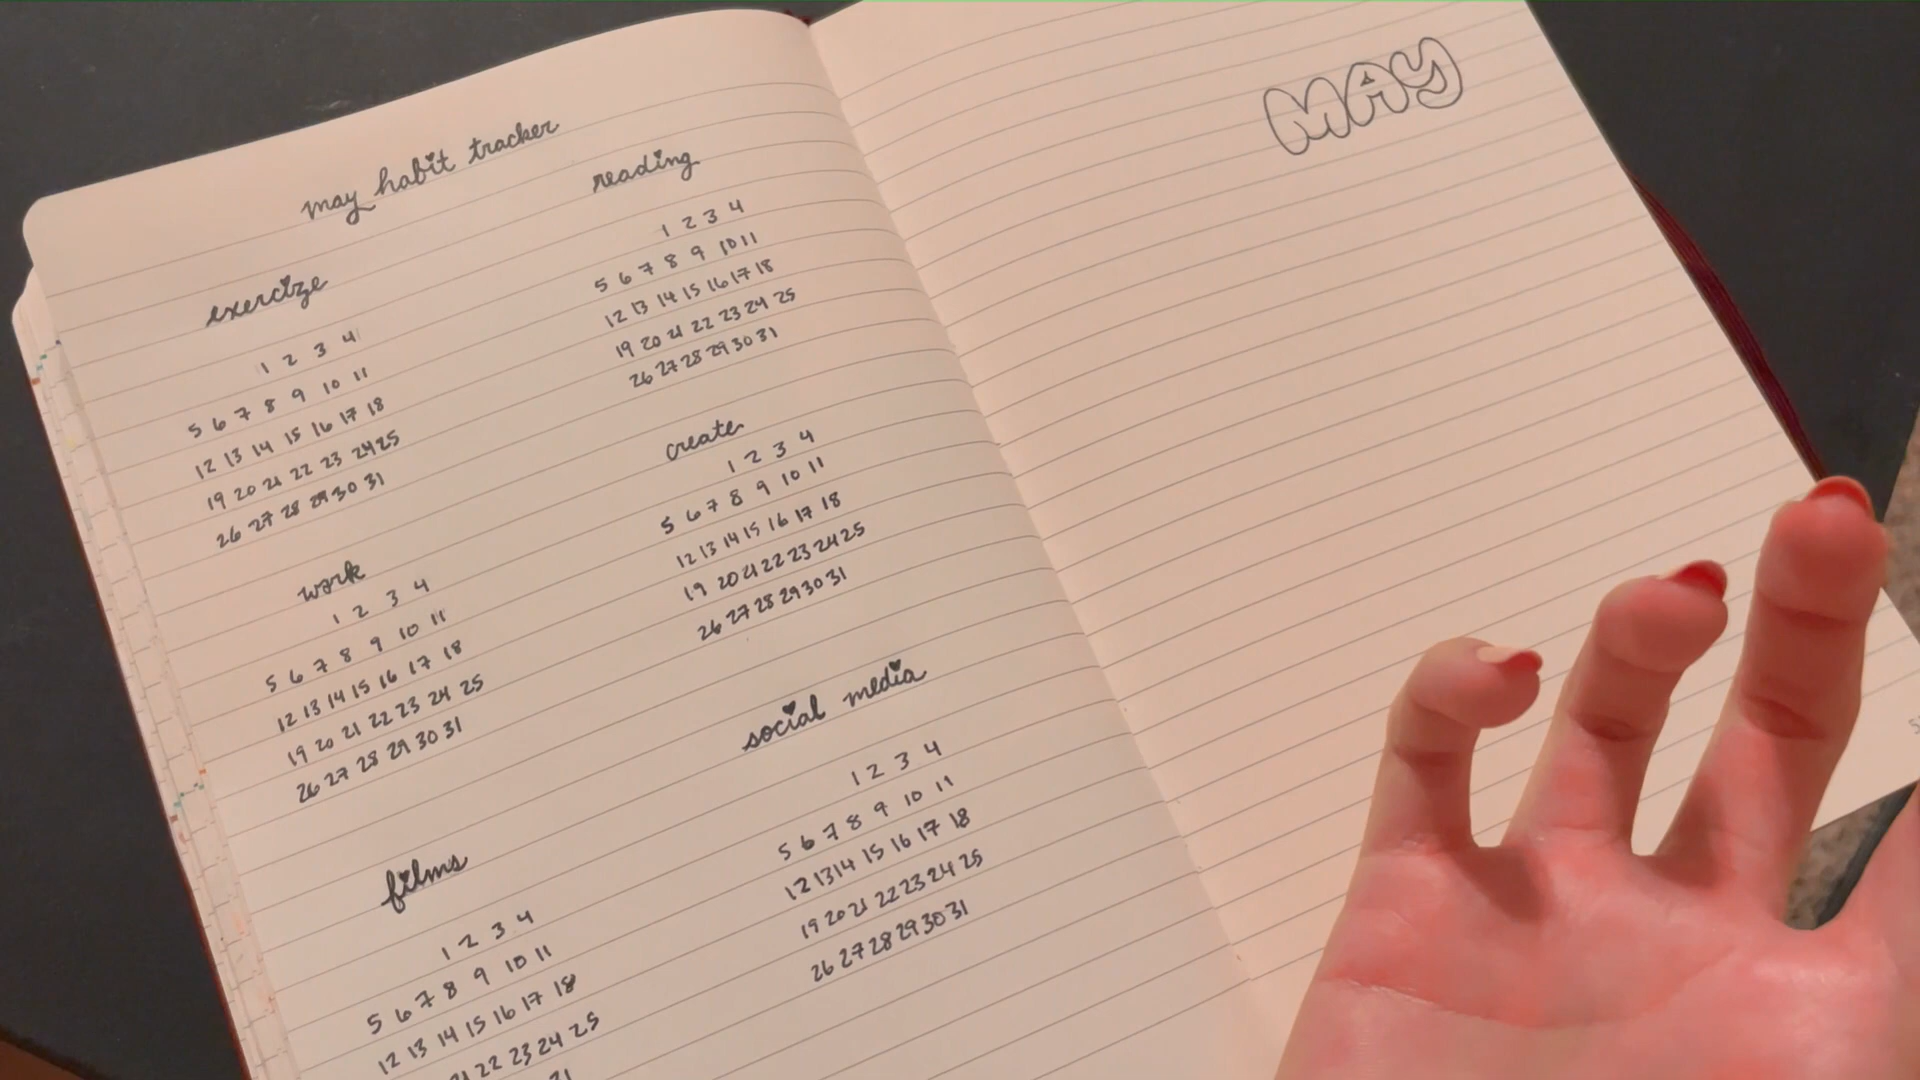 may habit tracker
exercize
1 2 3 4
5 6 7 8 9 10 11
12 13 14 15 16 17 18
19 20 21 22 23 24 25
26 27 28 29 30 31
work
1 2 3 4
5 6 7 8 9 10 11
12 13 14 15 16 17 18
19 20 21 22 23 24 25
26 27 28 29 30 31
films
1 2 3 4
5 6 7 8 9 10 11
12 13 14 15 16 17 18
21 22 23 24 25
31
reading
1 2 3 4
5 6 7 8 9 10 11
12 13 14 15 16 17 18
19 20 21 22 23 24 25
26 27 28 29 30 31
create
1 2 3 4
5 6 7 8 9 10 11
12 13 14 15 16 17 18
19 20 21 22 23 24 25
26 27 28 29 30 31
social media
1 2 3 4
5 6 7 8 9 10 11
12 13 14 15 16 17 18
19 20 21 22 23 24 25
26 27 28 29 30 31
MAY